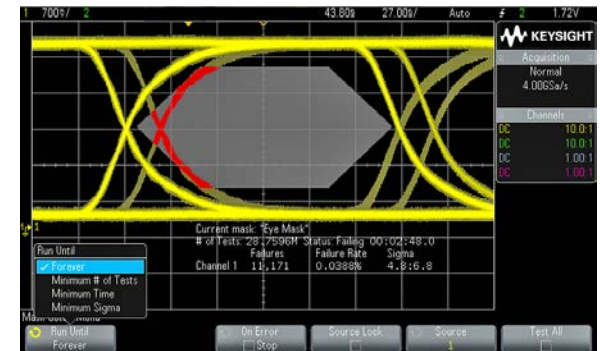 1 700%/ 2 43.80s 27.00s/ Auto 2 1.72V
KEYSIGHT
Acquisition
Normal
4.00GSa/s
Channels
DC 10.0:1
DC 10.0:1
DC 1.00:1
DC 1.00:1
Current mask: "Eye Mask"
# of Tests: 28.7596M Status: Failing 00:02:48.0
Failures Failure Rate Sigma
Channel 1 11,171 0.0388% 4.8:6.8
Run Until
Forever
Minimum # of Tests
Minimum Time
Minimum Sigma
Run Until On Error Source Lock Source Test All
Forever Stop 1